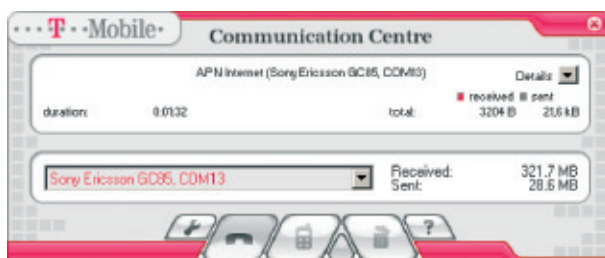 ···T··Mobile·
Communication Centre
APN Internet (Sony Ericsson GC85, COM13)
Details
received sent
duration: 0:01:32 total: 3204 B 21,6 kB
Sony Ericsson GC85, COM13
Received: 321.7 MB
Sent: 28.6 MB
?